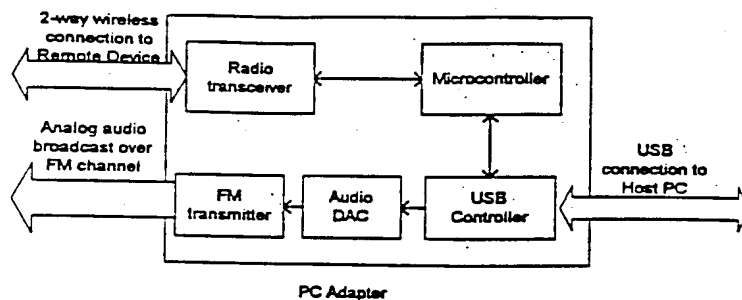 2-way wireless
connection to
Remote Device
Radio
transceiver
Microcontroller
Analog audio
broadcast over
FM channel
FM
transmitter
Audio
DAC
USB
Controller
USB
connection to
Host PC
PC Adapter